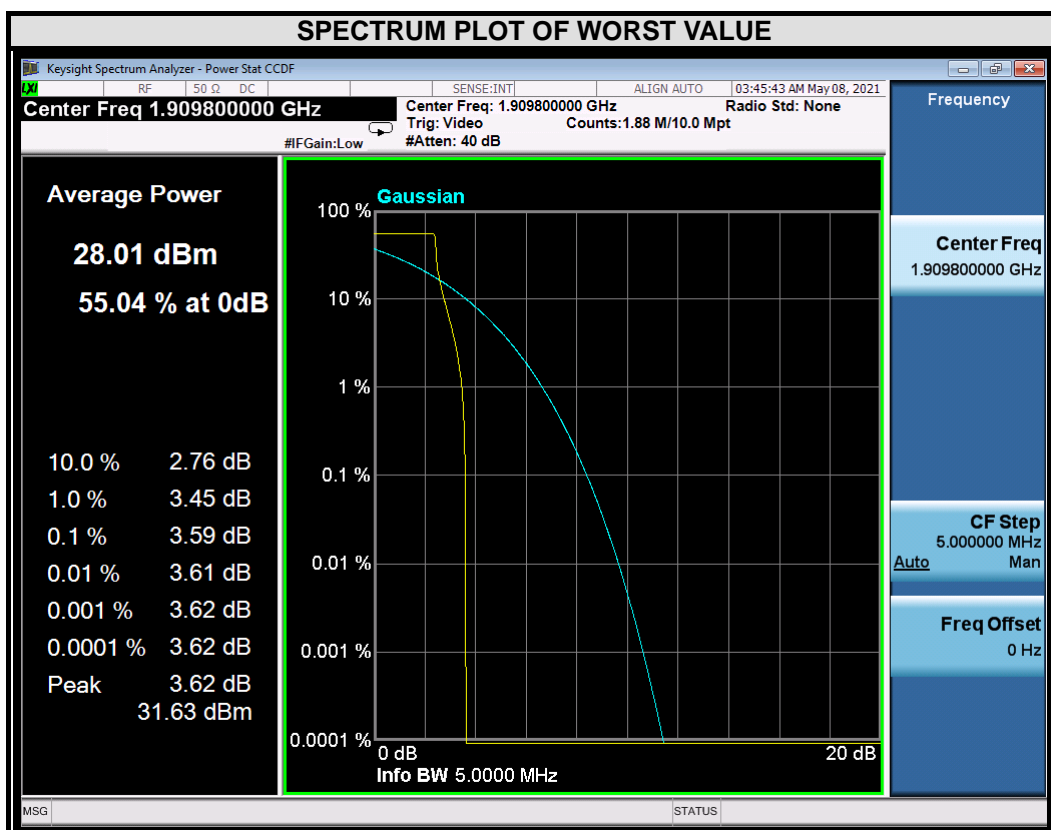 SPECTRUM PLOT OF WORST VALUE
Keysight Spectrum Analyzer - Power Stat CCDF
LXI RF 50 Ω DC SENSE:INT ALIGN AUTO 03:45:43 AM May 08, 2021
Center Freq 1.909800000 GHz
Center Freq: 1.909800000 GHz Radio Std: None
Trig: Video Counts:1.88 M/10.0 Mpt
#IFGain:Low #Atten: 40 dB
Frequency
Average Power
28.01 dBm
55.04 % at 0dB
10.0 % 2.76 dB
1.0 % 3.45 dB
0.1 % 3.59 dB
0.01 % 3.61 dB
0.001 % 3.62 dB
0.0001 % 3.62 dB
Peak 3.62 dB
31.63 dBm
Gaussian
100 %
10 %
1 %
0.1 %
0.01 %
0.001 %
0.0001 %
0 dB 20 dB
Info BW 5.0000 MHz
Center Freq
1.909800000 GHz
CF Step
5.000000 MHz
Auto Man
Freq Offset
0 Hz
MSG STATUS